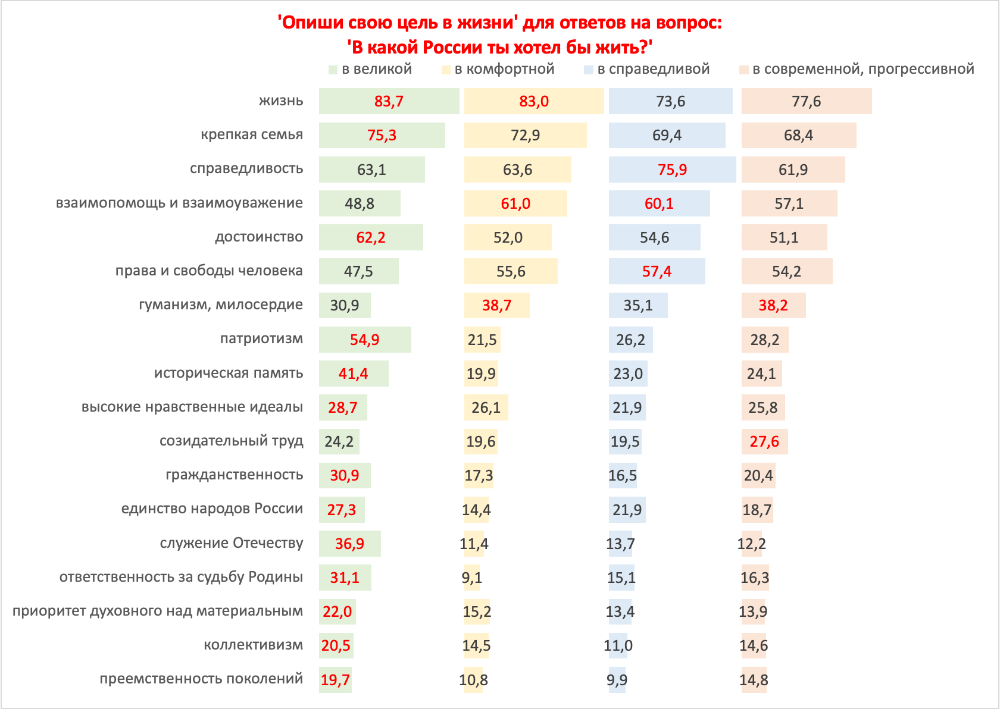 'Опиши свою цель в жизни' для ответов на вопрос:
'В какой России ты хотел бы жить?'
в великой в комфортной в справедливой в современной, прогрессивной
жизнь 83,7 83,0 73,6 77,6
крепкая семья 75,3 72,9 69,4 68,4
справедливость 63,1 63,6 75,9 61,9
взаимопомощь и взаимоуважение 48,8 61,0 60,1 57,1
достоинство 62,2 52,0 54,6 51,1
права и свободы человека 47,5 55,6 57,4 54,2
гуманизм, милосердие 30,9 38,7 35,1 38,2
патриотизм 54,9 21,5 26,2 28,2
историческая память 41,4 19,9 23,0 24,1
высокие нравственные идеалы 28,7 26,1 21,9 25,8
созидательный труд 24,2 19,6 19,5 27,6
гражданственность 30,9 17,3 16,5 20,4
единство народов России 27,3 14,4 21,9 18,7
служение Отечеству 36,9 11,4 13,7 12,2
ответственность за судьбу Родины 31,1 9,1 15,1 16,3
приоритет духовного над материальным 22,0 15,2 13,4 13,9
коллективизм 20,5 14,5 11,0 14,6
преемственность поколений 19,7 10,8 9,9 14,8